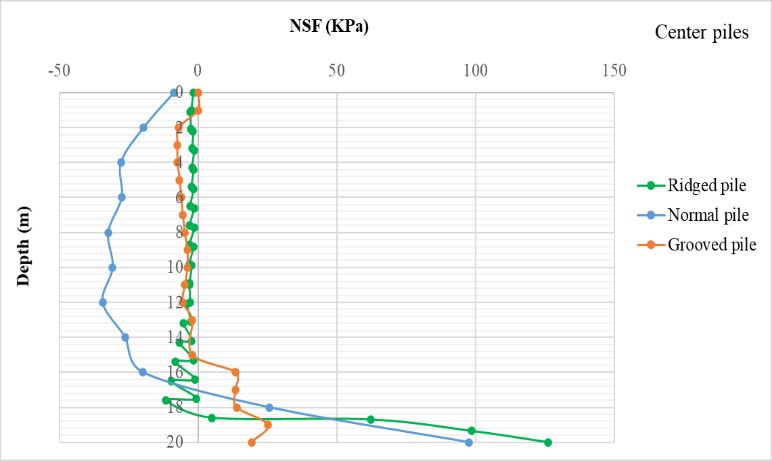 NSF (KPa)
Center piles
-50 0 50 100 150
0
2
4
6
8
10
12
14
16
18
20
Depth (m)
Ridged pile
Normal pile
Grooved pile